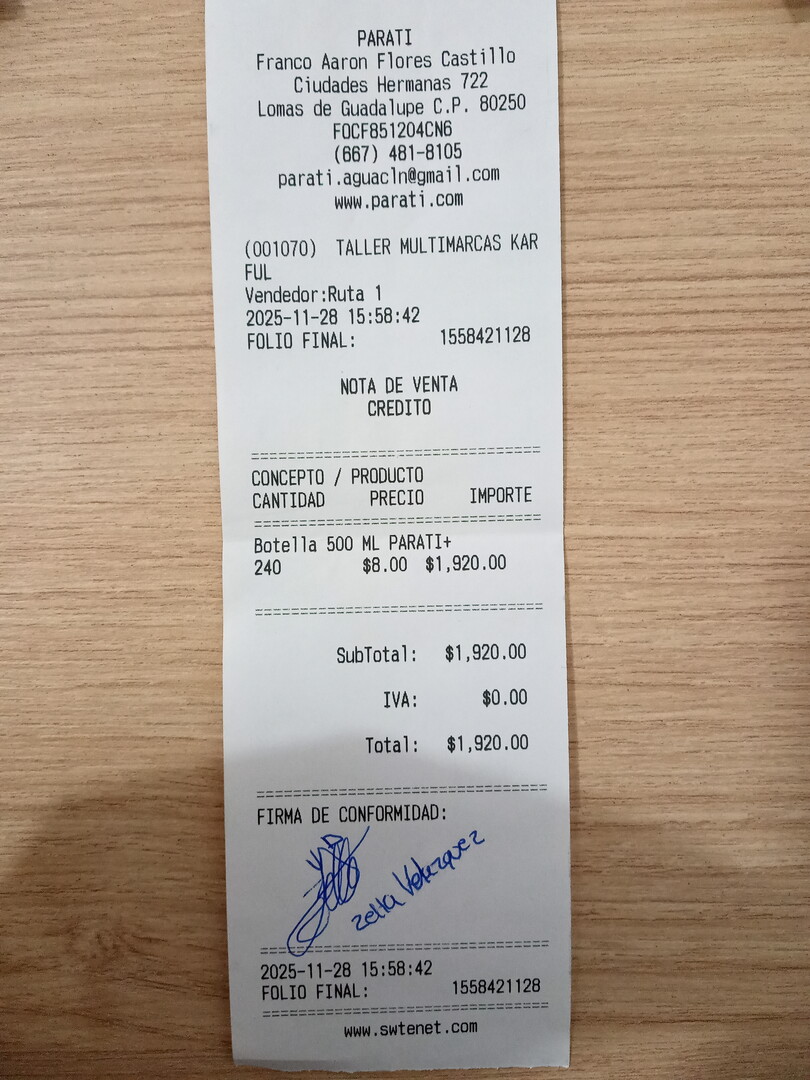 PARATI
Franco Aaron Flores Castillo
Ciudades Hermanas 722
Lomas de Guadalupe C.P. 80250
FOCF851204CN6
(667) 481-8105
parati.aguacln@gmail.com
www.parati.com
(001070) TALLER MULTIMARCAS KAR
FUL
Vendedor:Ruta 1
2025-11-28 15:58:42
FOLIO FINAL: 1558421128
NOTA DE VENTA
CREDITO
================================
CONCEPTO / PRODUCTO
CANTIDAD PRECIO IMPORTE
================================
Botella 500 ML PARATI+
240 $8.00 $1,920.00
================================
SubTotal: $1,920.00
IVA: $0.00
Total: $1,920.00
================================
FIRMA DE CONFORMIDAD:
Velazquez
================================
2025-11-28 15:58:42
FOLIO FINAL: 1558421128
================================
www.swtenet.com